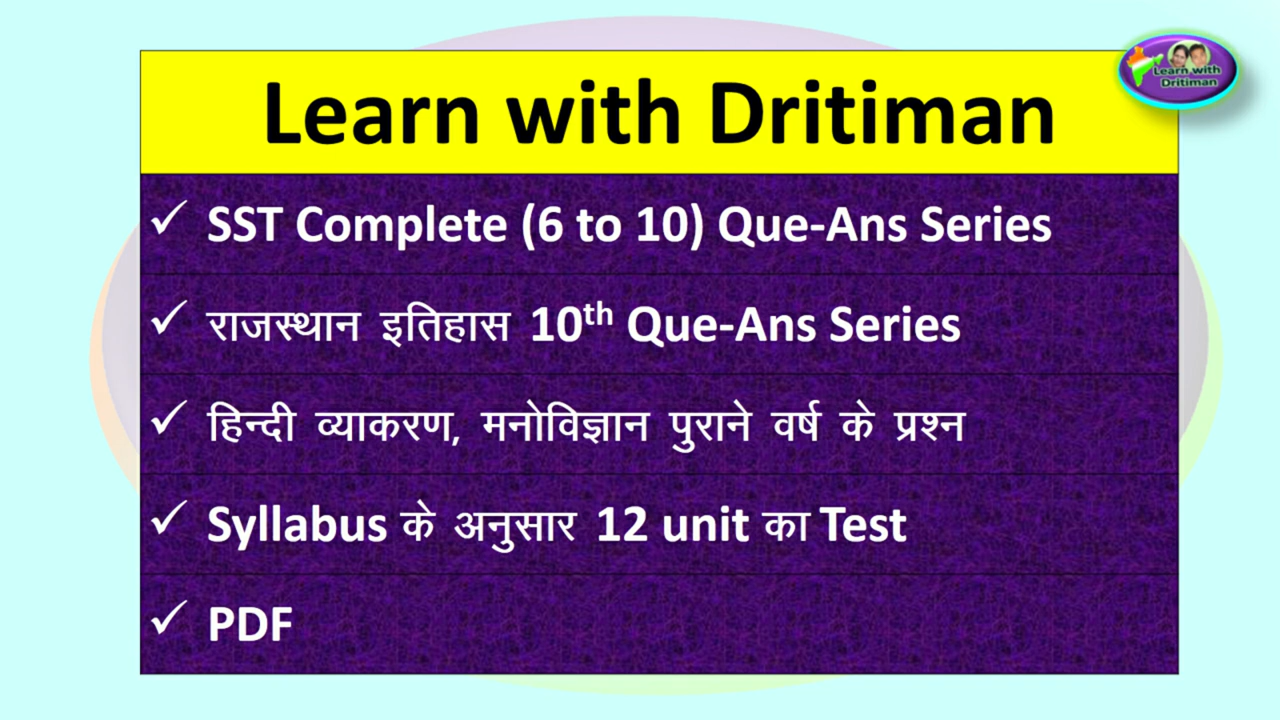 Learn with Dritiman
Learn with
Dritiman
✓ SST Complete (6 to 10) Que-Ans Series
✓ राजस्थान इतिहास 10th Que-Ans Series
✓ हिन्दी व्याकरण, मनोविज्ञान पुराने वर्ष के प्रश्न
✓ Syllabus के अनुसार 12 unit का Test
✓ PDF